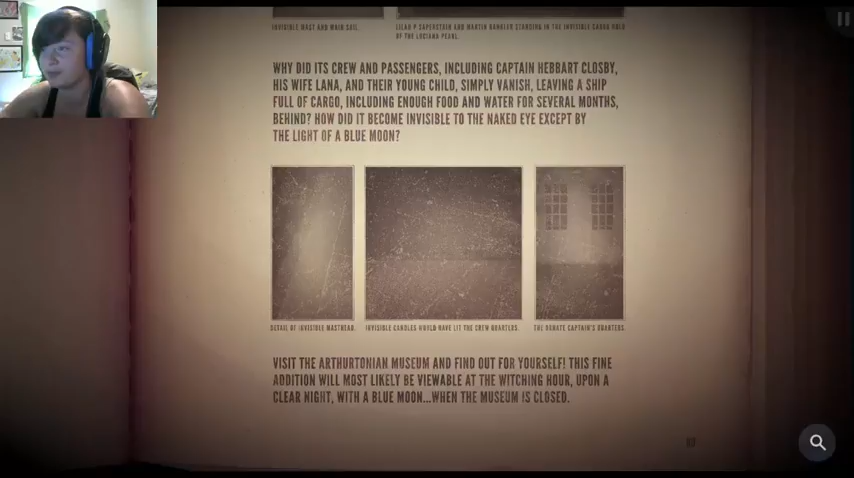 INVISIBLE MAST AND MAIN SAIL.
LILAH P SAPERSTEIN AND MARTIN DANKLER STANDING IN THE INVISIBLE CARGO HOLD
OF THE LUCIANO PEARL.
WHY DID ITS CREW AND PASSENGERS, INCLUDING CAPTAIN HEBBART CLOSBY,
HIS WIFE LANA, AND THEIR YOUNG CHILD, SIMPLY VANISH, LEAVING A SHIP
FULL OF CARGO, INCLUDING ENOUGH FOOD AND WATER FOR SEVERAL MONTHS,
BEHIND? HOW DID IT BECOME INVISIBLE TO THE NAKED EYE EXCEPT BY
THE LIGHT OF A BLUE MOON?
DETAIL OF INVISIBLE MASTHEAD.
INVISIBLE CANDLES WOULD HAVE LIT THE CREW QUARTERS.
THE ORNATE CAPTAIN'S QUARTERS.
VISIT THE ARTHURTONIAN MUSEUM AND FIND OUT FOR YOURSELF! THIS FINE
ADDITION WILL MOST LIKELY BE VIEWABLE AT THE WITCHING HOUR, UPON A
CLEAR NIGHT, WITH A BLUE MOON...WHEN THE MUSEUM IS CLOSED.